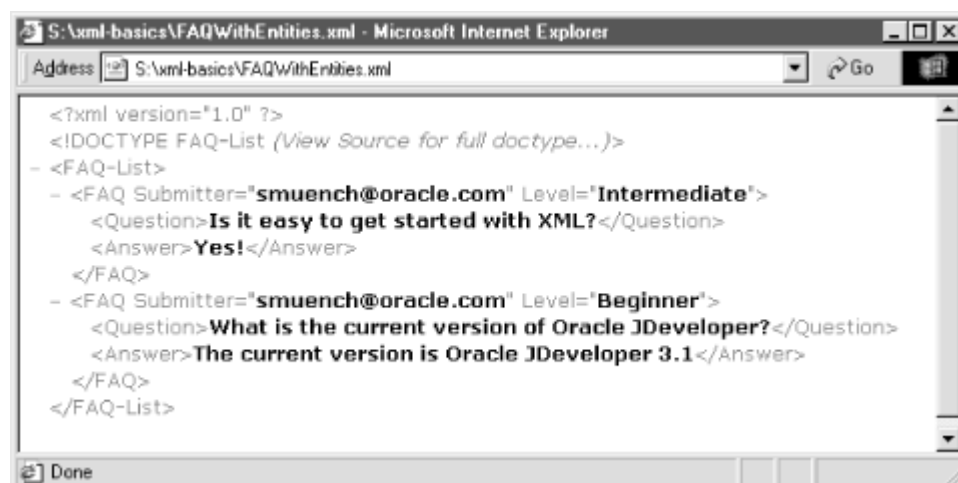 S:\xml-basics\FAQWithEntities.xml - Microsoft Internet Explorer
Address S:\xml-basics\FAQWithEntities.xml Go
<?xml version="1.0" ?>
<!DOCTYPE FAQ-List (View Source for full doctype...)>
- <FAQ-List>
- <FAQ Submitter="smuench@oracle.com" Level="Intermediate">
<Question>Is it easy to get started with XML?</Question>
<Answer>Yes!</Answer>
</FAQ>
- <FAQ Submitter="smuench@oracle.com" Level="Beginner">
<Question>What is the current version of Oracle JDeveloper?</Question>
<Answer>The current version is Oracle JDeveloper 3.1</Answer>
</FAQ>
</FAQ-List>
Done